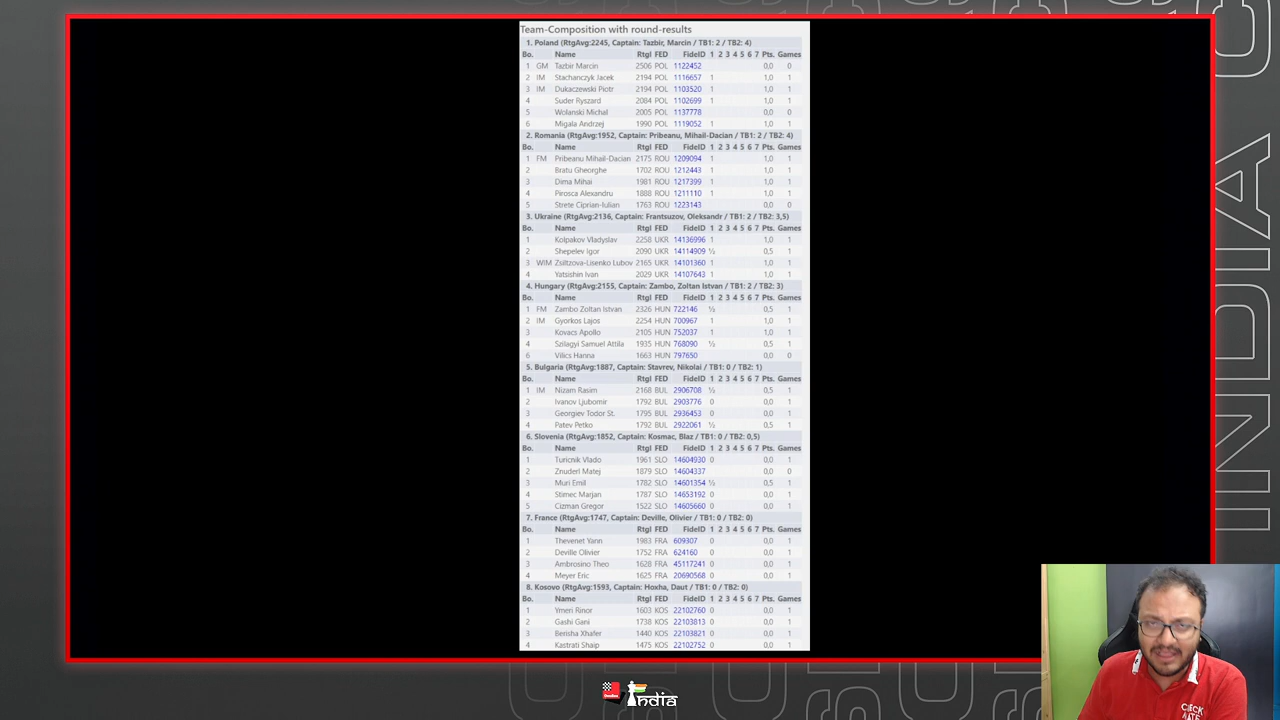 Team-Composition with round-results
1. Poland (RtgAvg:2245, Captain: Tazbir, Marcin / TB1: 2 / TB2: 4)
Bo. Name RtgI FED FideID 1 2 3 4 5 6 7 Pts. Games
1 GM Tazbir Marcin 2506 POL 1122452 0,0 0
2 IM Stachanczyk Jacek 2194 POL 1116657 1 1,0 1
3 IM Dukaczewski Piotr 2194 POL 1103520 1 1,0 1
4 Suder Ryszard 2084 POL 1102699 1 1,0 1
5 Wolanski Michal 2005 POL 1137778 0,0 0
6 Migala Andrzej 1990 POL 1119052 1 1,0 1
2. Romania (RtgAvg:1952, Captain: Pribeanu, Mihail-Dacian / TB1: 2 / TB2: 4)
Bo. Name RtgI FED FideID 1 2 3 4 5 6 7 Pts. Games
1 FM Pribeanu Mihail-Dacian 2175 ROU 1209094 1 1,0 1
2 Bratu Gheorghe 1702 ROU 1212443 1 1,0 1
3 Dima Mihai 1981 ROU 1217399 1 1,0 1
4 Pirosca Alexandru 1888 ROU 1211110 1 1,0 1
5 Strete Ciprian-Iulian 1763 ROU 1223143 0,0 0
3. Ukraine (RtgAvg:2136, Captain: Frantsuzov, Oleksandr / TB1: 2 / TB2: 3,5)
Bo. Name RtgI FED FideID 1 2 3 4 5 6 7 Pts. Games
1 Kolpakov Vladyslav 2258 UKR 14136996 1 1,0 1
2 Shepelev Igor 2090 UKR 14114909 ½ 0,5 1
3 WIM Zsiltzova-Lisenko Lubov 2165 UKR 14101360 1 1,0 1
4 Yatsishin Ivan 2029 UKR 14107643 1 1,0 1
4. Hungary (RtgAvg:2155, Captain: Zambo, Zoltan Istvan / TB1: 2 / TB2: 3)
Bo. Name RtgI FED FideID 1 2 3 4 5 6 7 Pts. Games
1 FM Zambo Zoltan Istvan 2326 HUN 722146 ½ 0,5 1
2 IM Gyorkos Lajos 2254 HUN 700967 1 1,0 1
3 Kovacs Apollo 2105 HUN 752037 1 1,0 1
4 Szilagyi Samuel Attila 1935 HUN 768090 ½ 0,5 1
6 Vilics Hanna 1663 HUN 797650 0,0 0
5. Bulgaria (RtgAvg:1887, Captain: Stavrev, Nikolai / TB1: 0 / TB2: 1)
Bo. Name RtgI FED FideID 1 2 3 4 5 6 7 Pts. Games
1 IM Nizam Rasim 2168 BUL 2906708 ½ 0,5 1
2 Ivanov Ljubomir 1792 BUL 2903776 0 0,0 1
3 Georgiev Todor St. 1795 BUL 2936453 0 0,0 1
4 Patev Petko 1792 BUL 2922061 ½ 0,5 1
6. Slovenia (RtgAvg:1852, Captain: Kosmac, Blaz / TB1: 0 / TB2: 0,5)
Bo. Name RtgI FED FideID 1 2 3 4 5 6 7 Pts. Games
1 Turicnik Vlado 1961 SLO 14604930 0 0,0 1
2 Znuderl Matej 1879 SLO 14604337 0,0 0
3 Muri Emil 1782 SLO 14601354 ½ 0,5 1
4 Stimec Marjan 1787 SLO 14653192 0 0,0 1
5 Cizman Gregor 1522 SLO 14605660 0 0,0 1
7. France (RtgAvg:1747, Captain: Deville, Olivier / TB1: 0 / TB2: 0)
Bo. Name RtgI FED FideID 1 2 3 4 5 6 7 Pts. Games
1 Thevenet Yann 1983 FRA 609307 0 0,0 1
2 Deville Olivier 1752 FRA 624160 0 0,0 1
3 Ambrosino Theo 1628 FRA 45117241 0 0,0 1
4 Meyer Eric 1625 FRA 20690568 0 0,0 1
8. Kosovo (RtgAvg:1593, Captain: Hoxha, Daut / TB1: 0 / TB2: 0)
Bo. Name RtgI FED FideID 1 2 3 4 5 6 7 Pts. Games
1 Ymeri Rinor 1603 KOS 22102760 0 0,0 1
2 Gashi Gani 1738 KOS 22103813 0 0,0 1
3 Berisha Xhafer 1440 KOS 22103821 0 0,0 1
4 Kastrati Shaip 1475 KOS 22102752 0 0,0 1
INDIA
India
CHECK
MATE